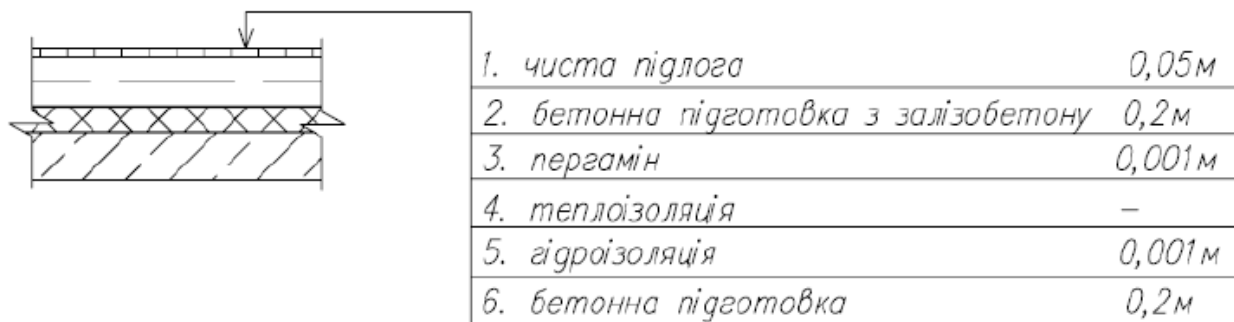 1. чиста підлога 0,05м
2. бетонна підготовка з залізобетону 0,2м
3. пергамін 0,001м
4. теплоізоляція –
5. гідроізоляція 0,001м
6. бетонна підготовка 0,2м